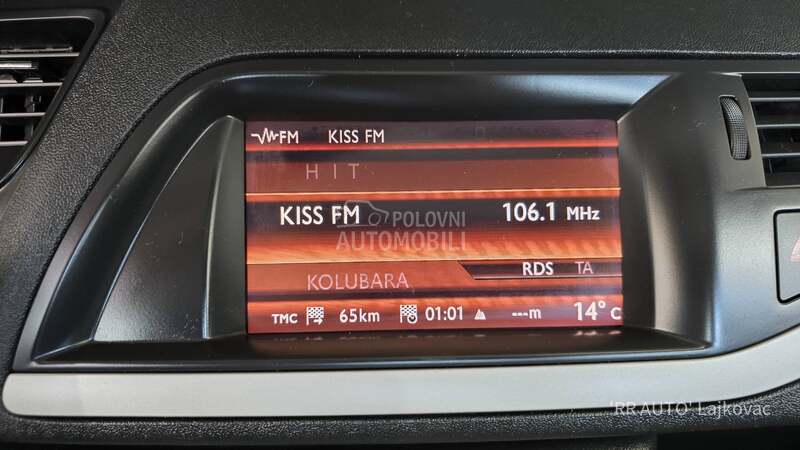 FM KISS FM
HIT
KISS FM 106.1 MHz
POLOVNI
AUTOMOBILI
KOLUBARA RDS TA
TMC 65km 01:01 ---m 14° C
'RR AUTO' Lajkovac